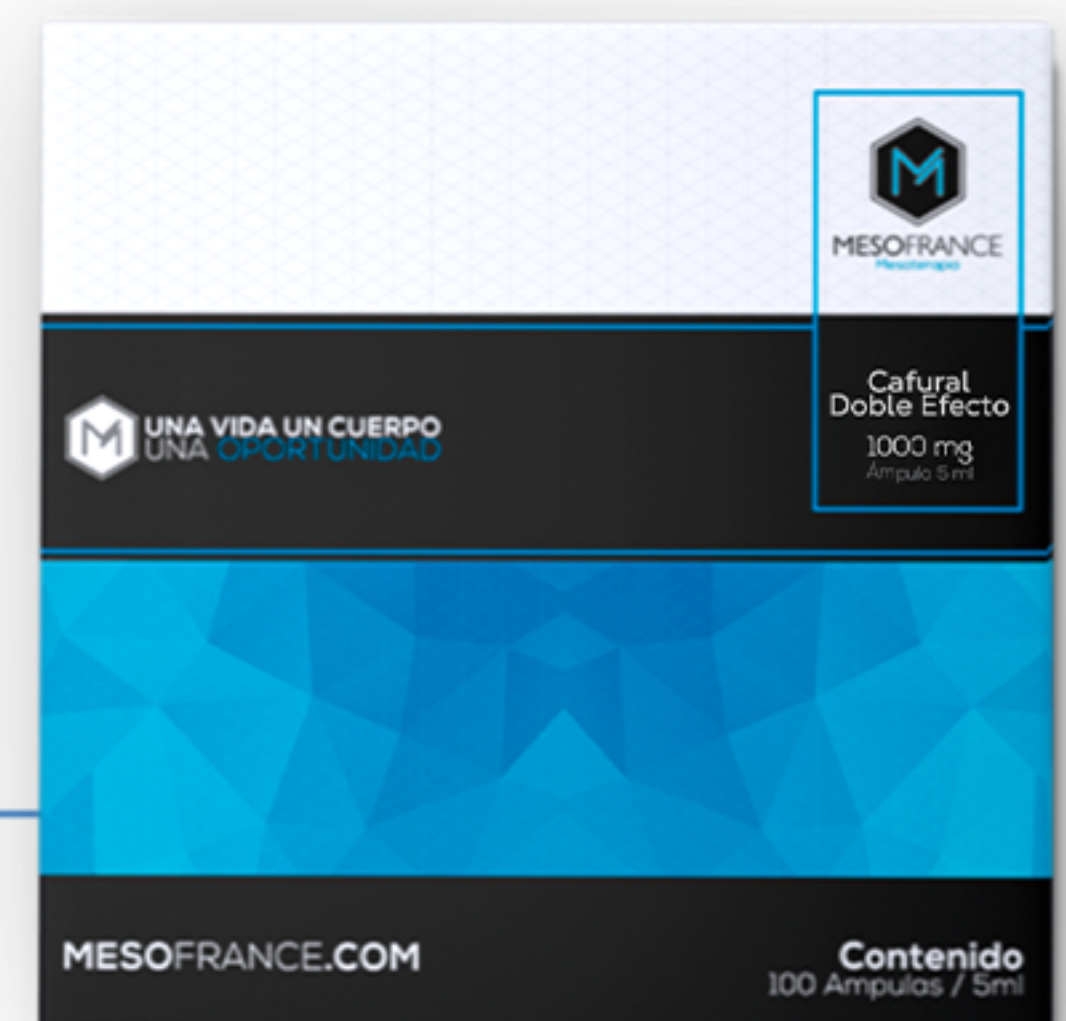 MESOFRANCE
Mesoterapia
Cafural
Doble Efecto
1000 mg
Ámpula 5 ml
UNA VIDA UN CUERPO
UNA OPORTUNIDAD
MESOFRANCE.COM
Contenido
100 Ampulas / 5ml